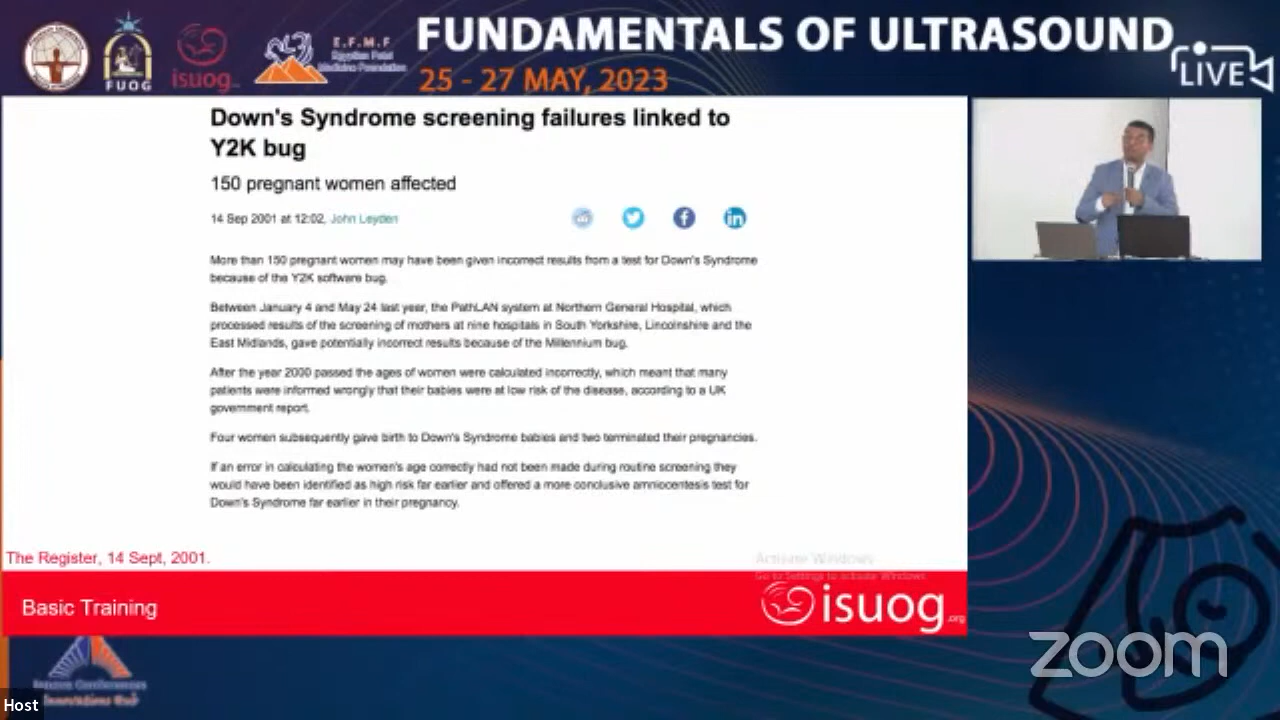 FUNDAMENTALS OF ULTRASOUND
25 - 27 MAY, 2023
LIVE
FUOG
isuog
E.F.M.F
Down's Syndrome screening failures linked to
Y2K bug
150 pregnant women affected
14 Sep 2001 at 12:02, John Leyden
More than 150 pregnant women may have been given incorrect results from a test for Down's Syndrome
because of the Y2K software bug.
Between January 4 and May 24 last year, the PathLAN system at Northern General Hospital, which
processed results of the screening of mothers at nine hospitals in South Yorkshire, Lincolnshire and the
East Midlands, gave potentially incorrect results because of the Millennium bug.
After the year 2000 passed the ages of women were calculated incorrectly, which meant that many
patients were informed wrongly that their babies were at low risk of the disease, according to a UK
government report.
Four women subsequently gave birth to Down's Syndrome babies and two terminated their pregnancies.
If an error in calculating the women's age correctly had not been made during routine screening they
would have been identified as high risk far earlier and offered a more conclusive amniocentesis test for
Down's Syndrome far earlier in their pregnancy.
The Register, 14 Sept, 2001.
Activate Windows
Go to Settings to activate Windows.
Basic Training
isuog.org
zoom
Host